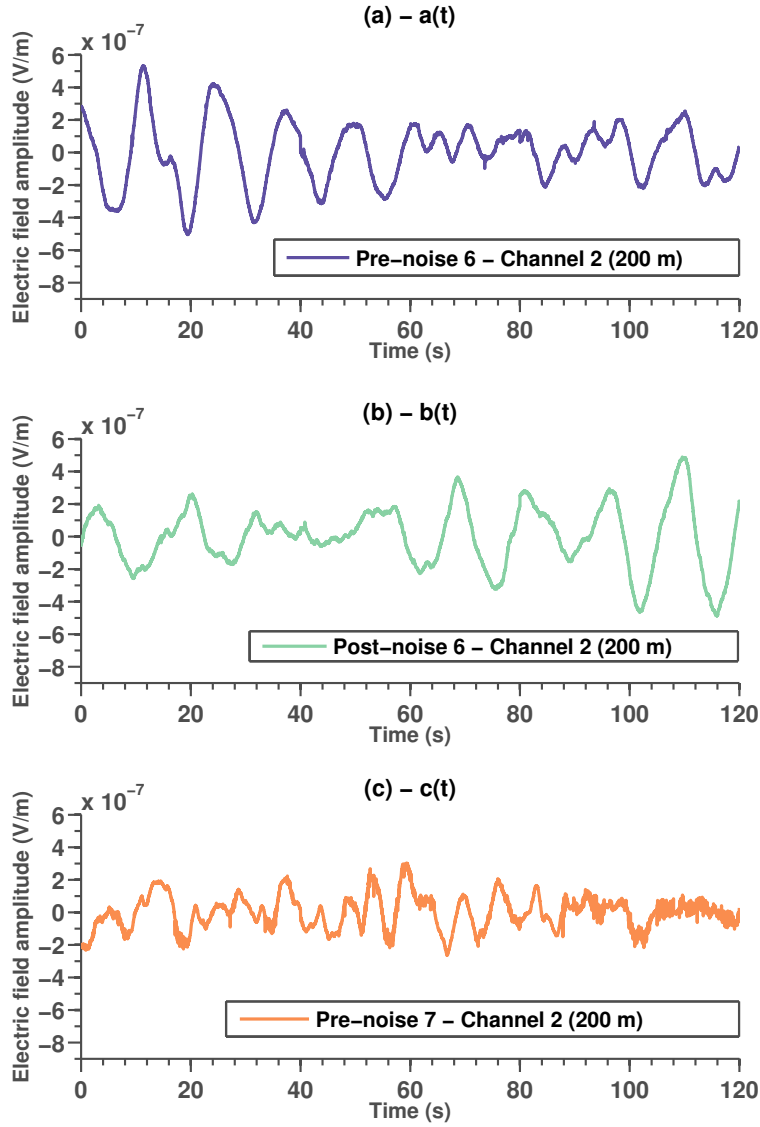 (a) – a(t)
x 10⁻⁷
Electric field amplitude (V/m)
6
4
2
0
−2
−4
−6
−8
Pre−noise 6 − Channel 2 (200 m)
0 20 40 60 80 100 120
Time (s)
(b) – b(t)
x 10⁻⁷
Electric field amplitude (V/m)
6
4
2
0
−2
−4
−6
−8
Post−noise 6 − Channel 2 (200 m)
0 20 40 60 80 100 120
Time (s)
(c) – c(t)
x 10⁻⁷
Electric field amplitude (V/m)
6
4
2
0
−2
−4
−6
−8
Pre−noise 7 − Channel 2 (200 m)
0 20 40 60 80 100 120
Time (s)